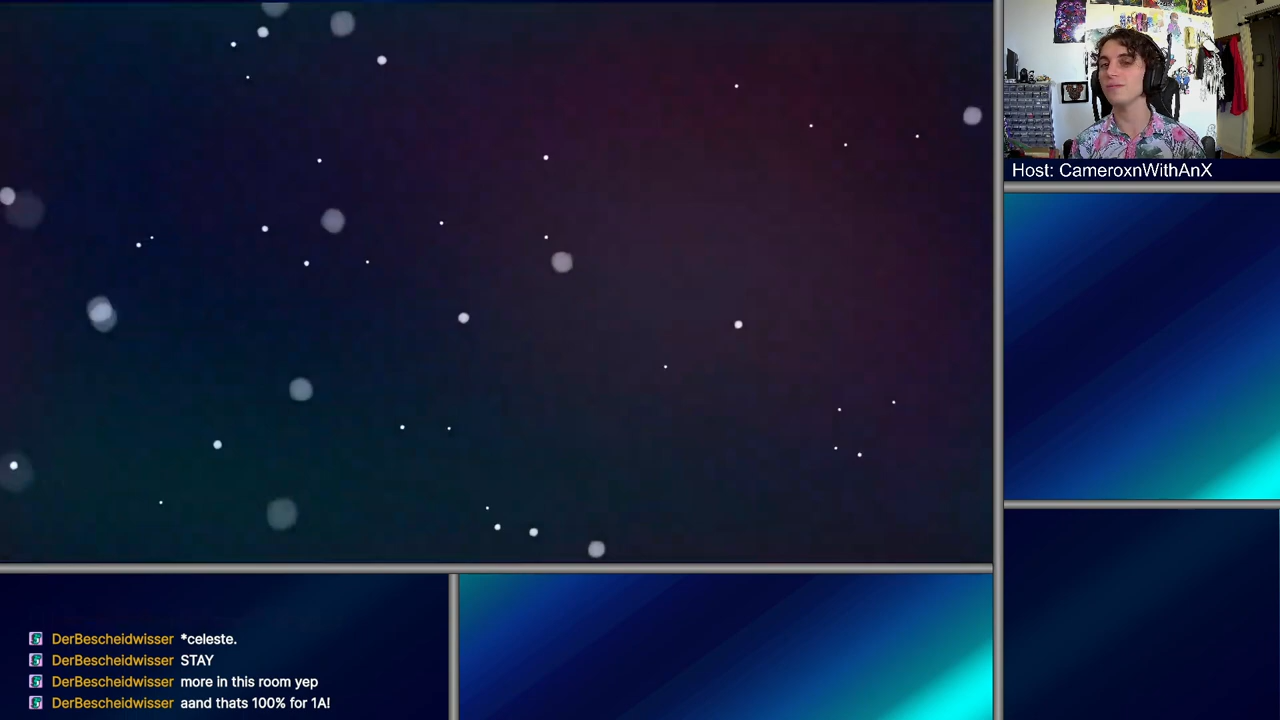 Host: CameroxnWithAnX
DerBescheidwisser *celeste.
DerBescheidwisser STAY
DerBescheidwisser more in this room yep
DerBescheidwisser aand thats 100% for 1A!